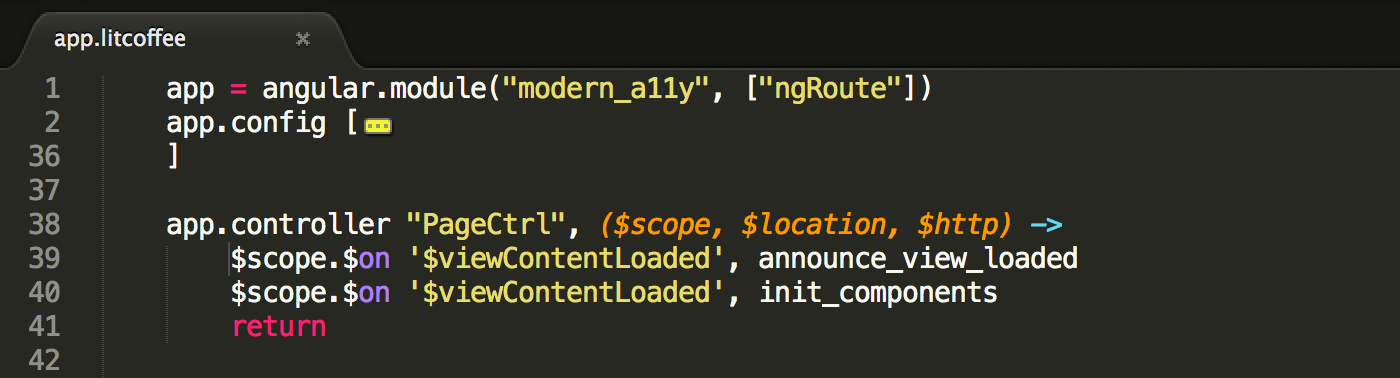 app.litcoffee ×
1 app = angular.module("modern_a11y", ["ngRoute"])
2 app.config [
36 ]
37
38 app.controller "PageCtrl", ($scope, $location, $http) ->
39 $scope.$on '$viewContentLoaded', announce_view_loaded
40 $scope.$on '$viewContentLoaded', init_components
41 return
42